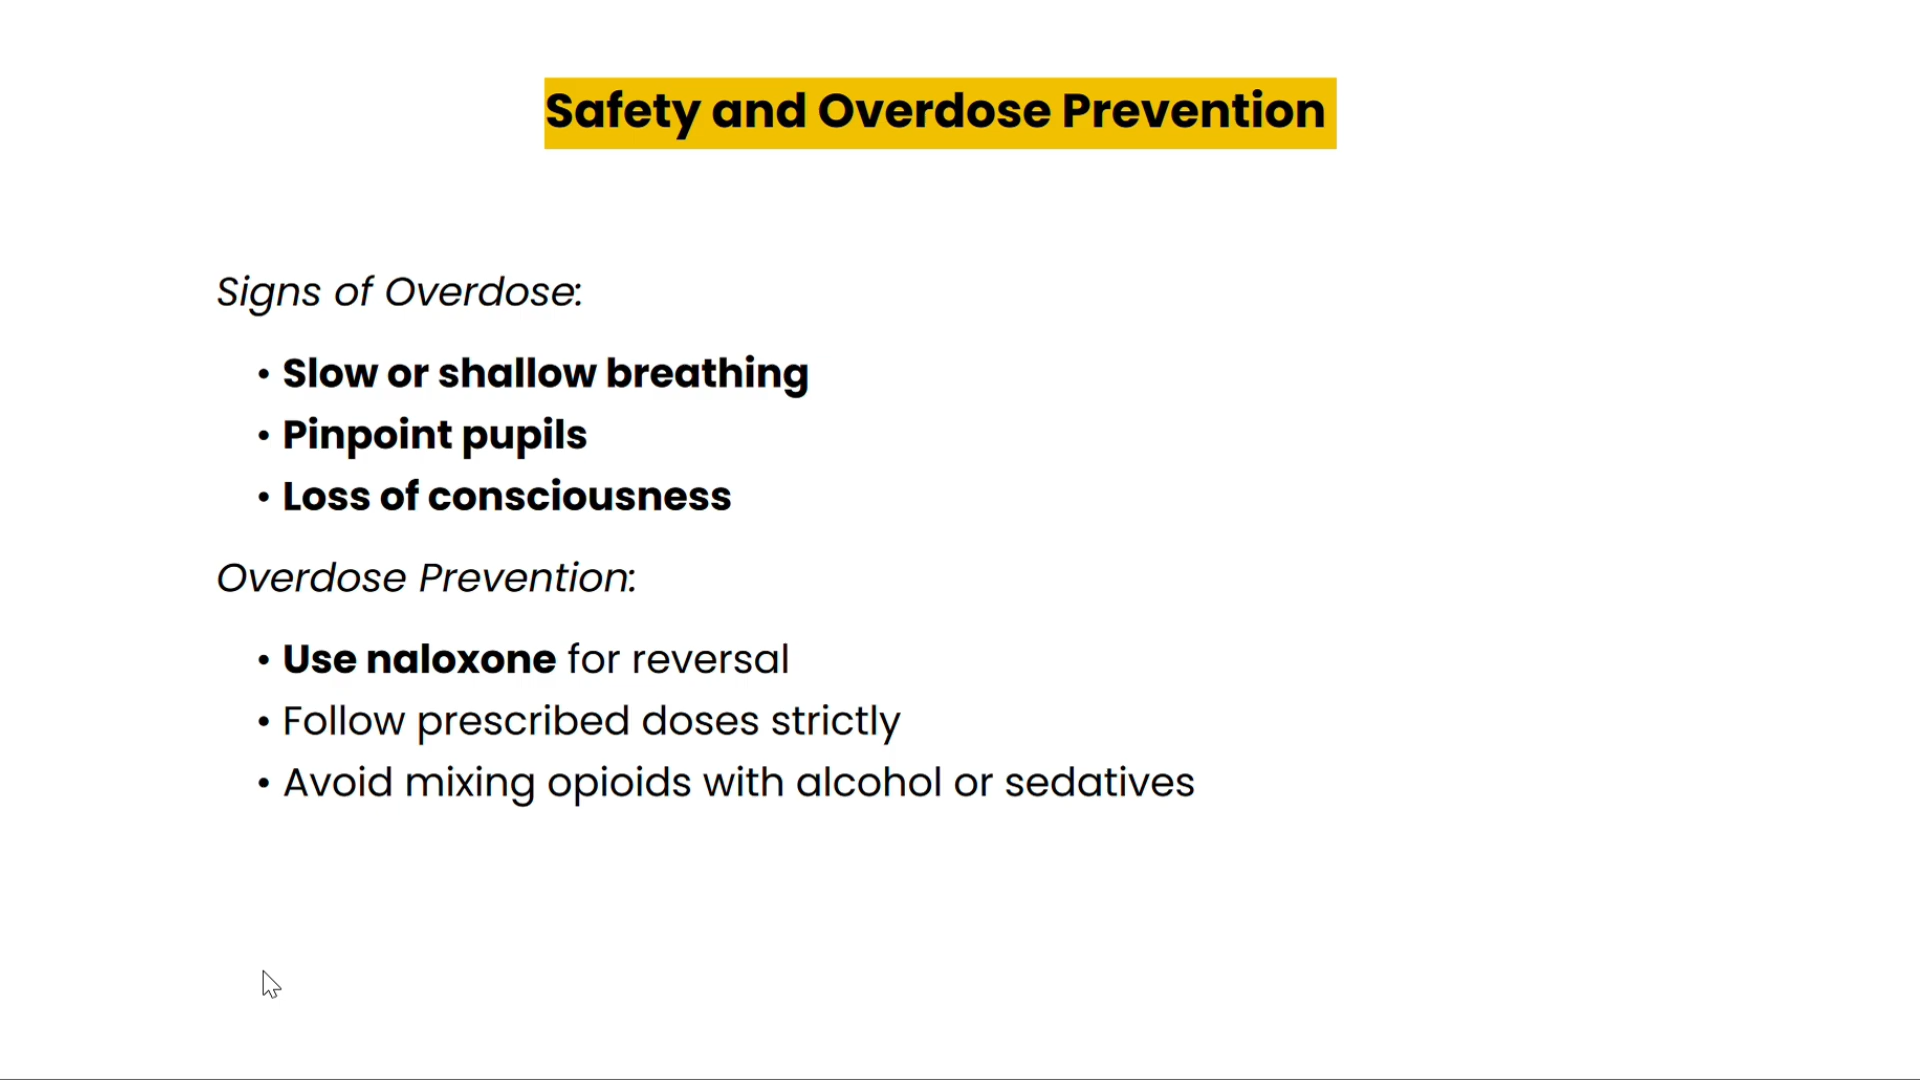 Safety and Overdose Prevention
Signs of Overdose:
• Slow or shallow breathing
• Pinpoint pupils
• Loss of consciousness
Overdose Prevention:
• Use naloxone for reversal
• Follow prescribed doses strictly
• Avoid mixing opioids with alcohol or sedatives